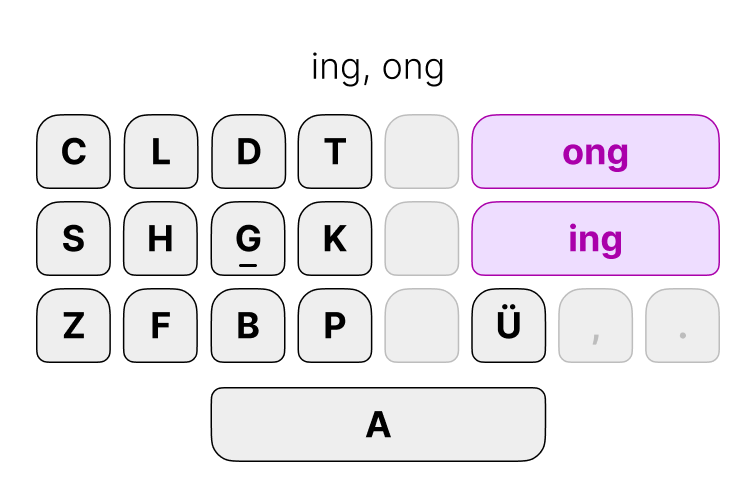 ing, ong
C L D T ong
S H G K ing
Z F B P Ü , .
A